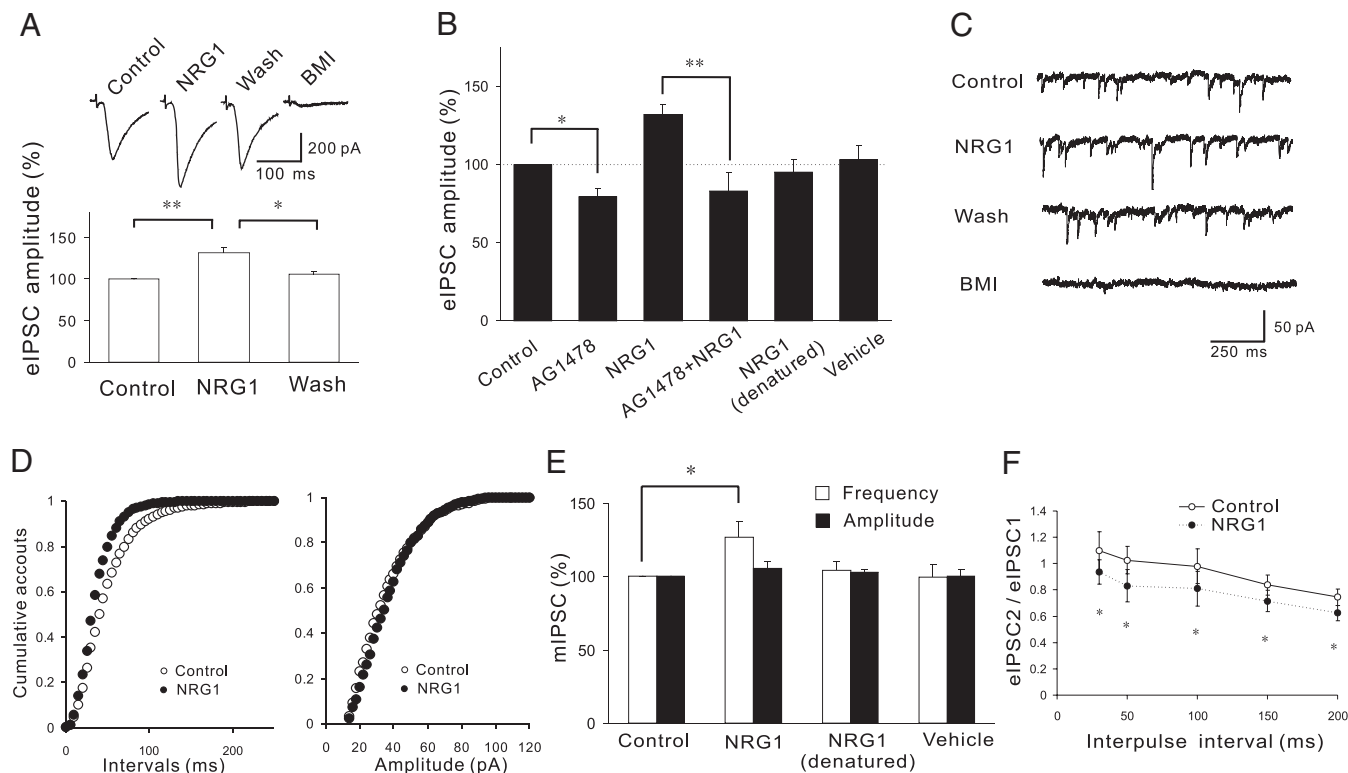 A
Control
NRG1
Wash
BMI
200 pA
100 ms
**
*
eIPSC amplitude (%)
150
100
50
0
Control
NRG1
Wash
B
eIPSC amplitude (%)
150
100
50
0
*
**
Control
AG1478
NRG1
AG1478+NRG1
NRG1
(denatured)
Vehicle
C
Control
NRG1
Wash
BMI
50 pA
250 ms
D
Cumulative accouts
1
0.8
0.6
0.4
0.2
0
Control
NRG1
0
100
200
Intervals (ms)
1
0.8
0.6
0.4
0.2
0
Control
NRG1
0 20 40 60 80 100 120
Amplitude (pA)
E
mIPSC (%)
150
100
50
0
*
Frequency
Amplitude
Control
NRG1
NRG1
(denatured)
Vehicle
F
eIPSC2 / eIPSC1
1.4
1.2
1
0.8
0.6
0.4
0.2
0
Control
NRG1
* * * * *
0 50 100 150 200
Interpulse interval (ms)